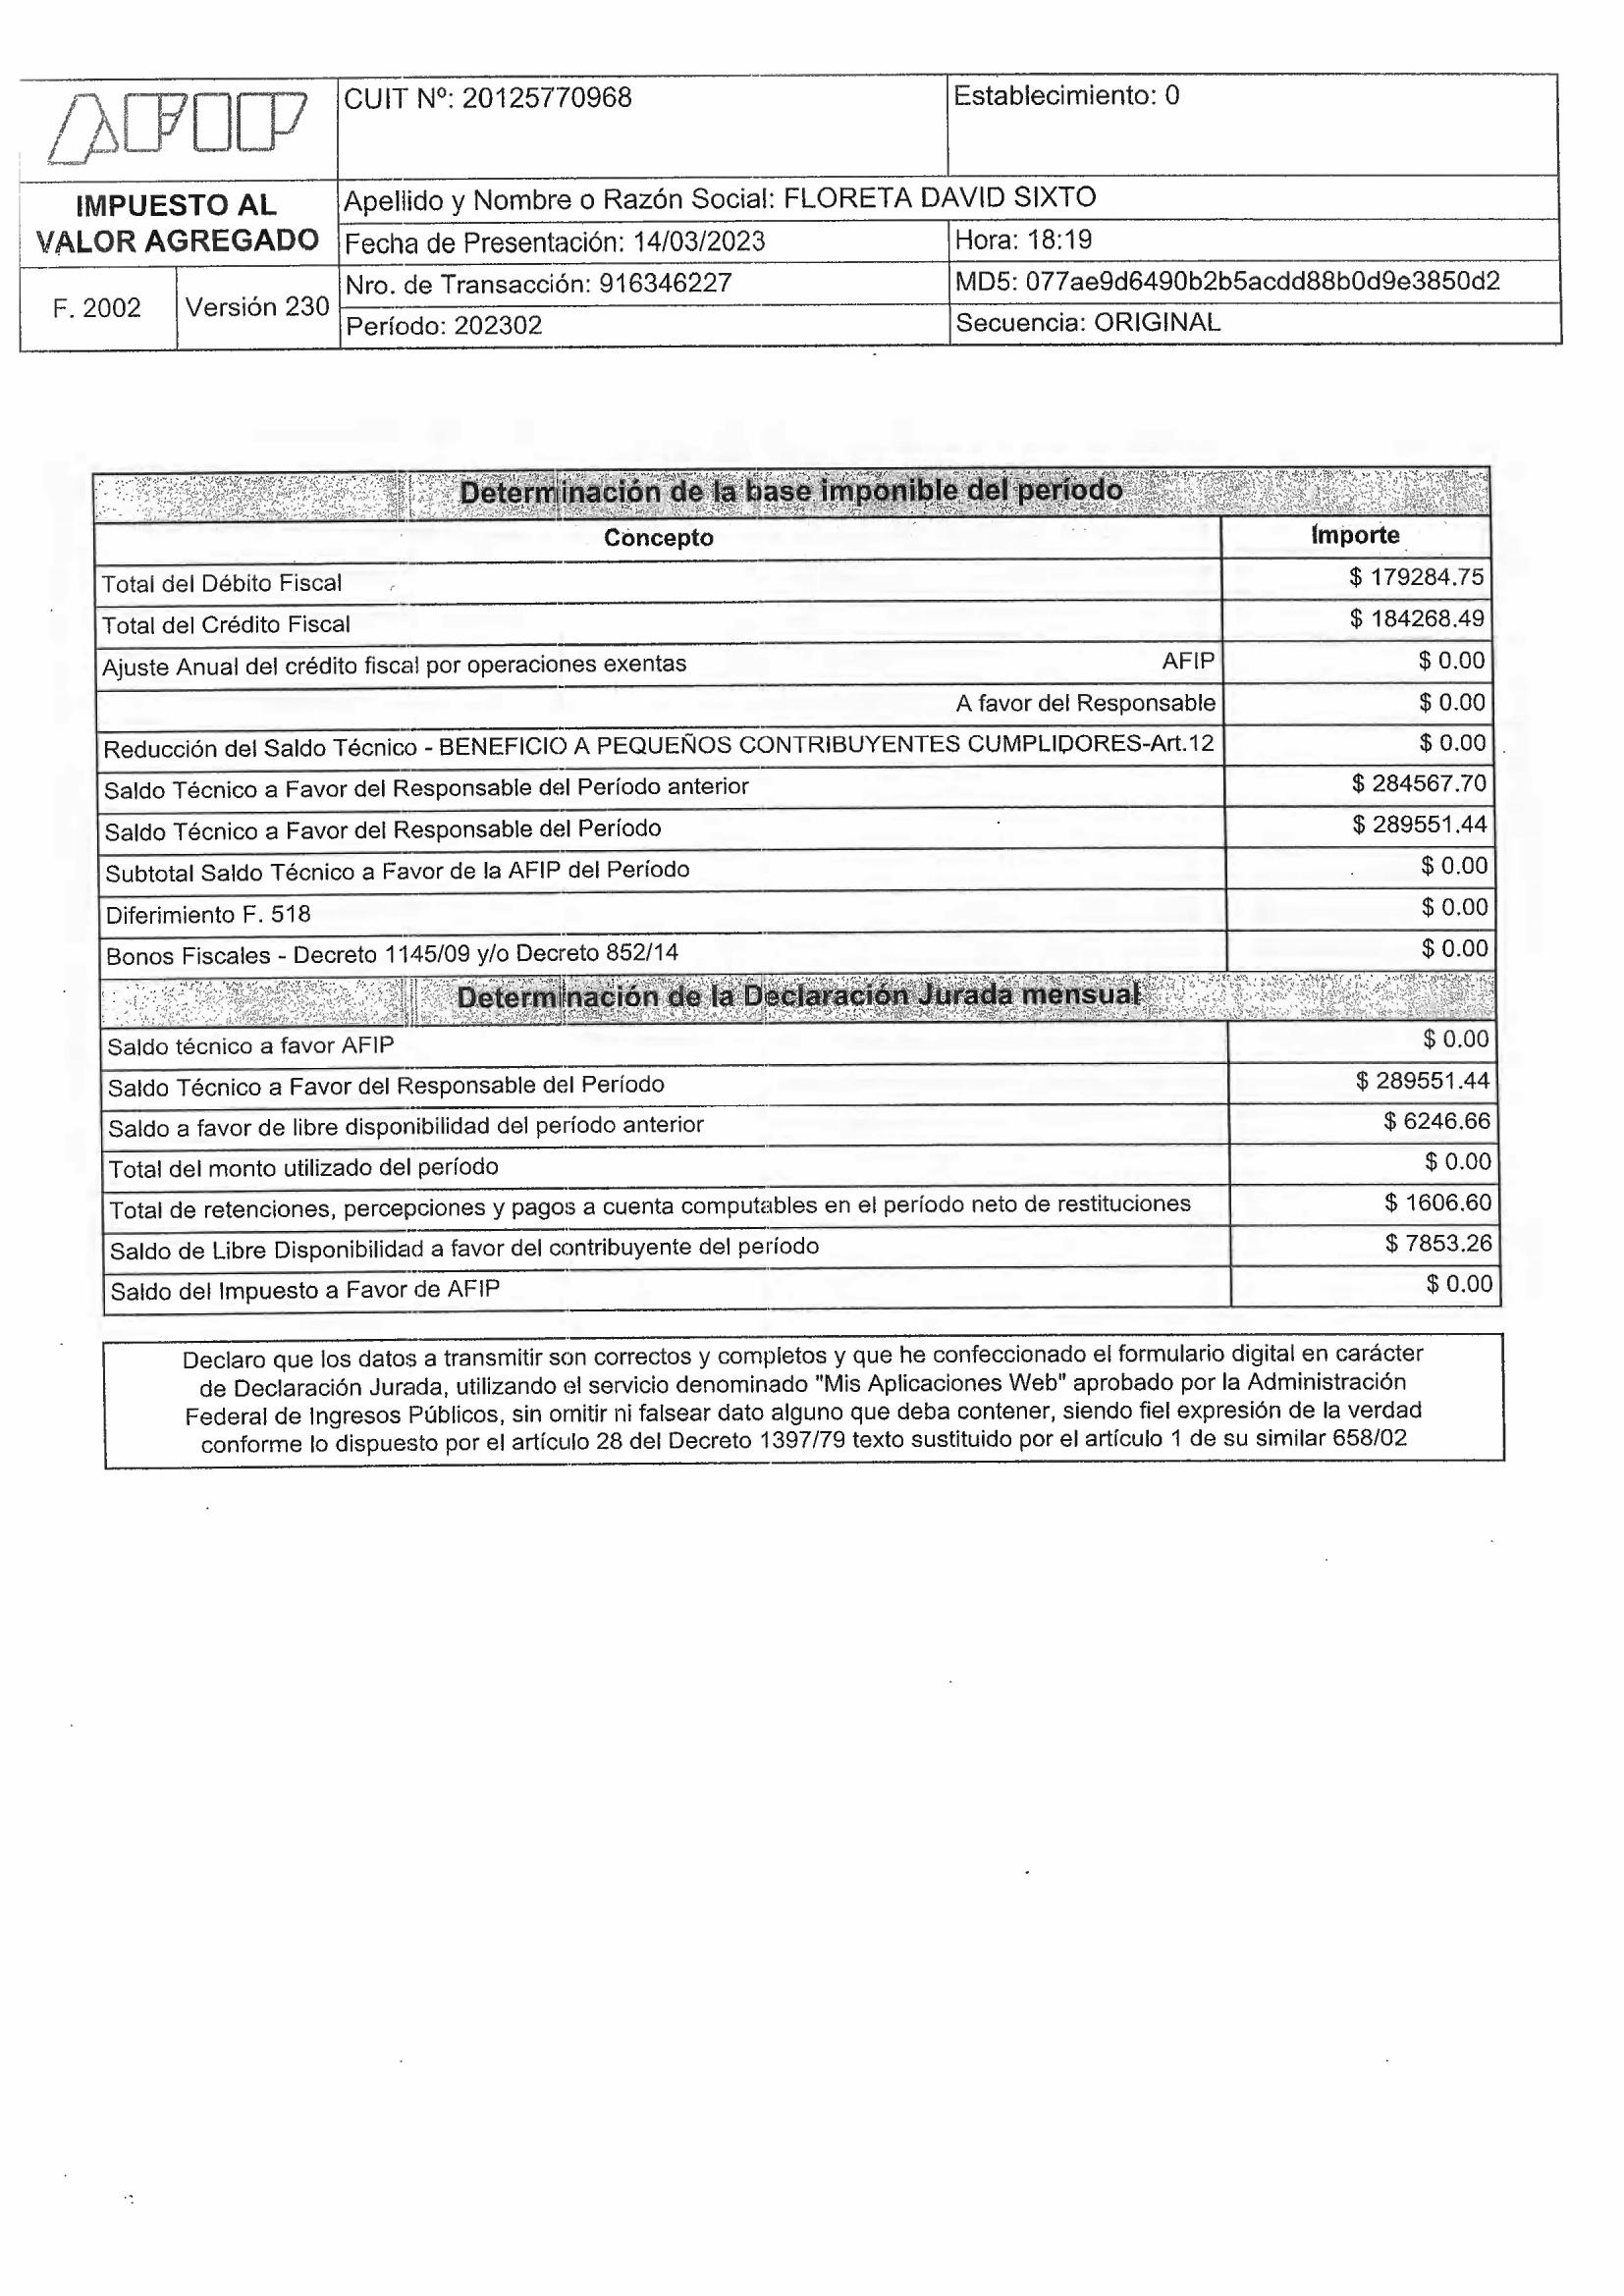 AFIP
CUIT Nº: 20125770968
Establecimiento: 0
IMPUESTO AL
VALOR AGREGADO
Apellido y Nombre o Razón Social: FLORETA DAVID SIXTO
Fecha de Presentación: 14/03/2023
Hora: 18:19
F. 2002
Versión 230
Nro. de Transacción: 916346227
MD5: 077ae9d6490b2b5acdd88b0d9e3850d2
Período: 202302
Secuencia: ORIGINAL
Determinación de la base imponible del período
Concepto Importe
Total del Débito Fiscal $ 179284.75
Total del Crédito Fiscal $ 184268.49
Ajuste Anual del crédito fiscal por operaciones exentas AFIP $ 0.00
A favor del Responsable $ 0.00
Reducción del Saldo Técnico - BENEFICIO A PEQUEÑOS CONTRIBUYENTES CUMPLIDORES-Art.12 $ 0.00
Saldo Técnico a Favor del Responsable del Período anterior $ 284567.70
Saldo Técnico a Favor del Responsable del Período $ 289551.44
Subtotal Saldo Técnico a Favor de la AFIP del Período $ 0.00
Diferimiento F. 518 $ 0.00
Bonos Fiscales - Decreto 1145/09 y/o Decreto 852/14 $ 0.00
Determinación de la Declaración Jurada mensual
Saldo técnico a favor AFIP $ 0.00
Saldo Técnico a Favor del Responsable del Período $ 289551.44
Saldo a favor de libre disponibilidad del período anterior $ 6246.66
Total del monto utilizado del período $ 0.00
Total de retenciones, percepciones y pagos a cuenta computables en el período neto de restituciones $ 1606.60
Saldo de Libre Disponibilidad a favor del contribuyente del período $ 7853.26
Saldo del Impuesto a Favor de AFIP $ 0.00
Declaro que los datos a transmitir son correctos y completos y que he confeccionado el formulario digital en carácter
de Declaración Jurada, utilizando el servicio denominado "Mis Aplicaciones Web" aprobado por la Administración
Federal de Ingresos Públicos, sin omitir ni falsear dato alguno que deba contener, siendo fiel expresión de la verdad
conforme lo dispuesto por el artículo 28 del Decreto 1397/79 texto sustituido por el artículo 1 de su similar 658/02